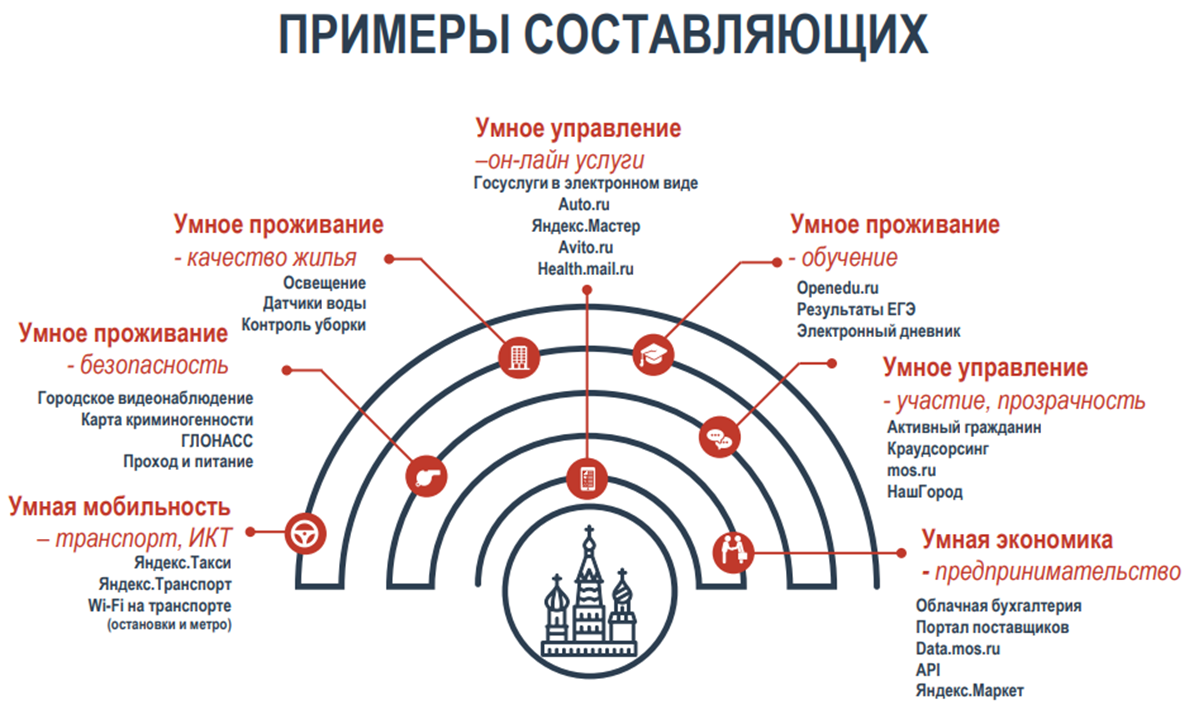 ПРИМЕРЫ СОСТАВЛЯЮЩИХ
Умное управление
–он-лайн услуги
Госуслуги в электронном виде
Auto.ru
Яндекс.Мастер
Avito.ru
Health.mail.ru
Умное проживание
- качество жилья
Освещение
Датчики воды
Контроль уборки
Умное проживание
- обучение
Openedu.ru
Результаты ЕГЭ
Электронный дневник
Умное проживание
- безопасность
Городское видеонаблюдение
Карта криминогенности
ГЛОНАСС
Проход и питание
Умное управление
- участие, прозрачность
Активный гражданин
Краудсорсинг
mos.ru
НашГород
Умная мобильность
– транспорт, ИКТ
Яндекс.Такси
Яндекс.Транспорт
Wi-Fi на транспорте
(остановки и метро)
Умная экономика
- предпринимательство
Облачная бухгалтерия
Портал поставщиков
Data.mos.ru
API
Яндекс.Маркет